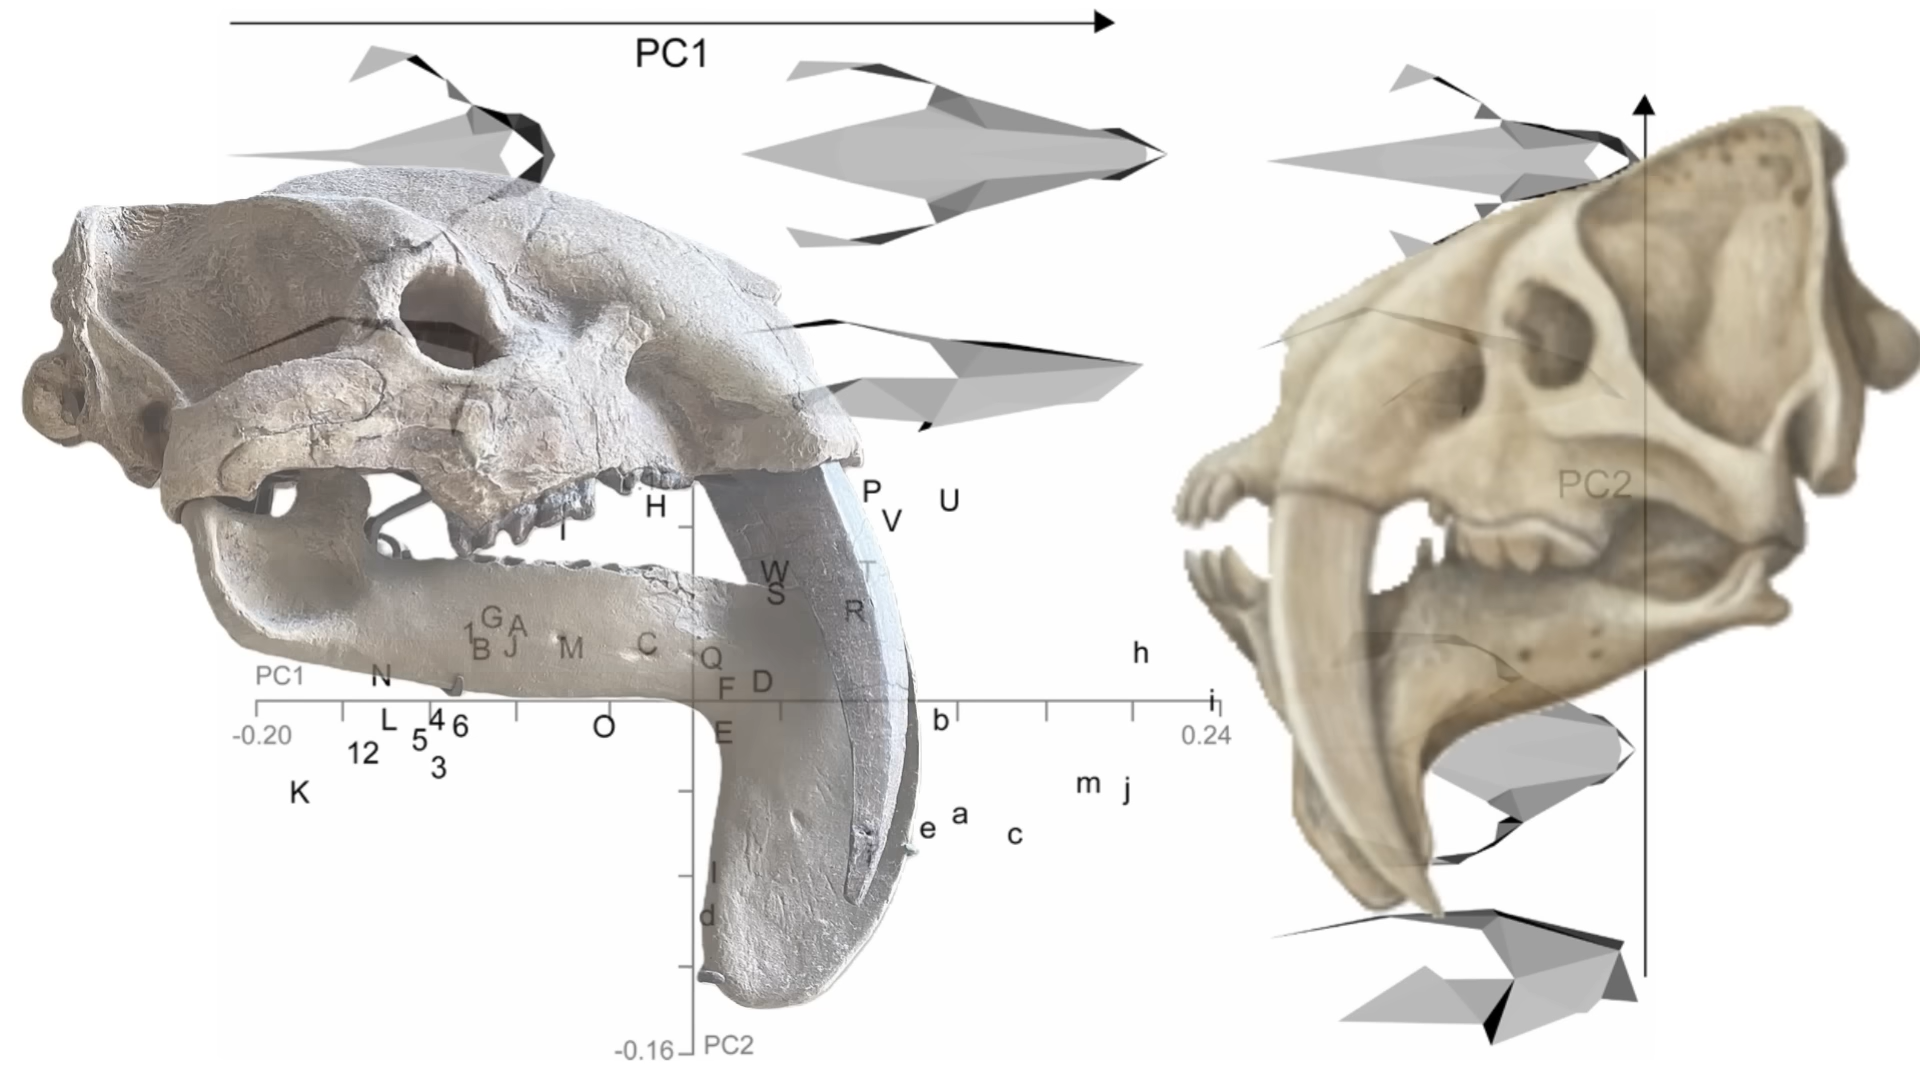 PC1
PC2
H
I
P
V
U
W
S
T
R
G
A
1
B
J
M
C
Q
D
F
h
PC1
N
i
-0.20
L
4
6
O
E
b
0.24
12
5
3
K
m
j
a
e
c
l
d
-0.16
PC2